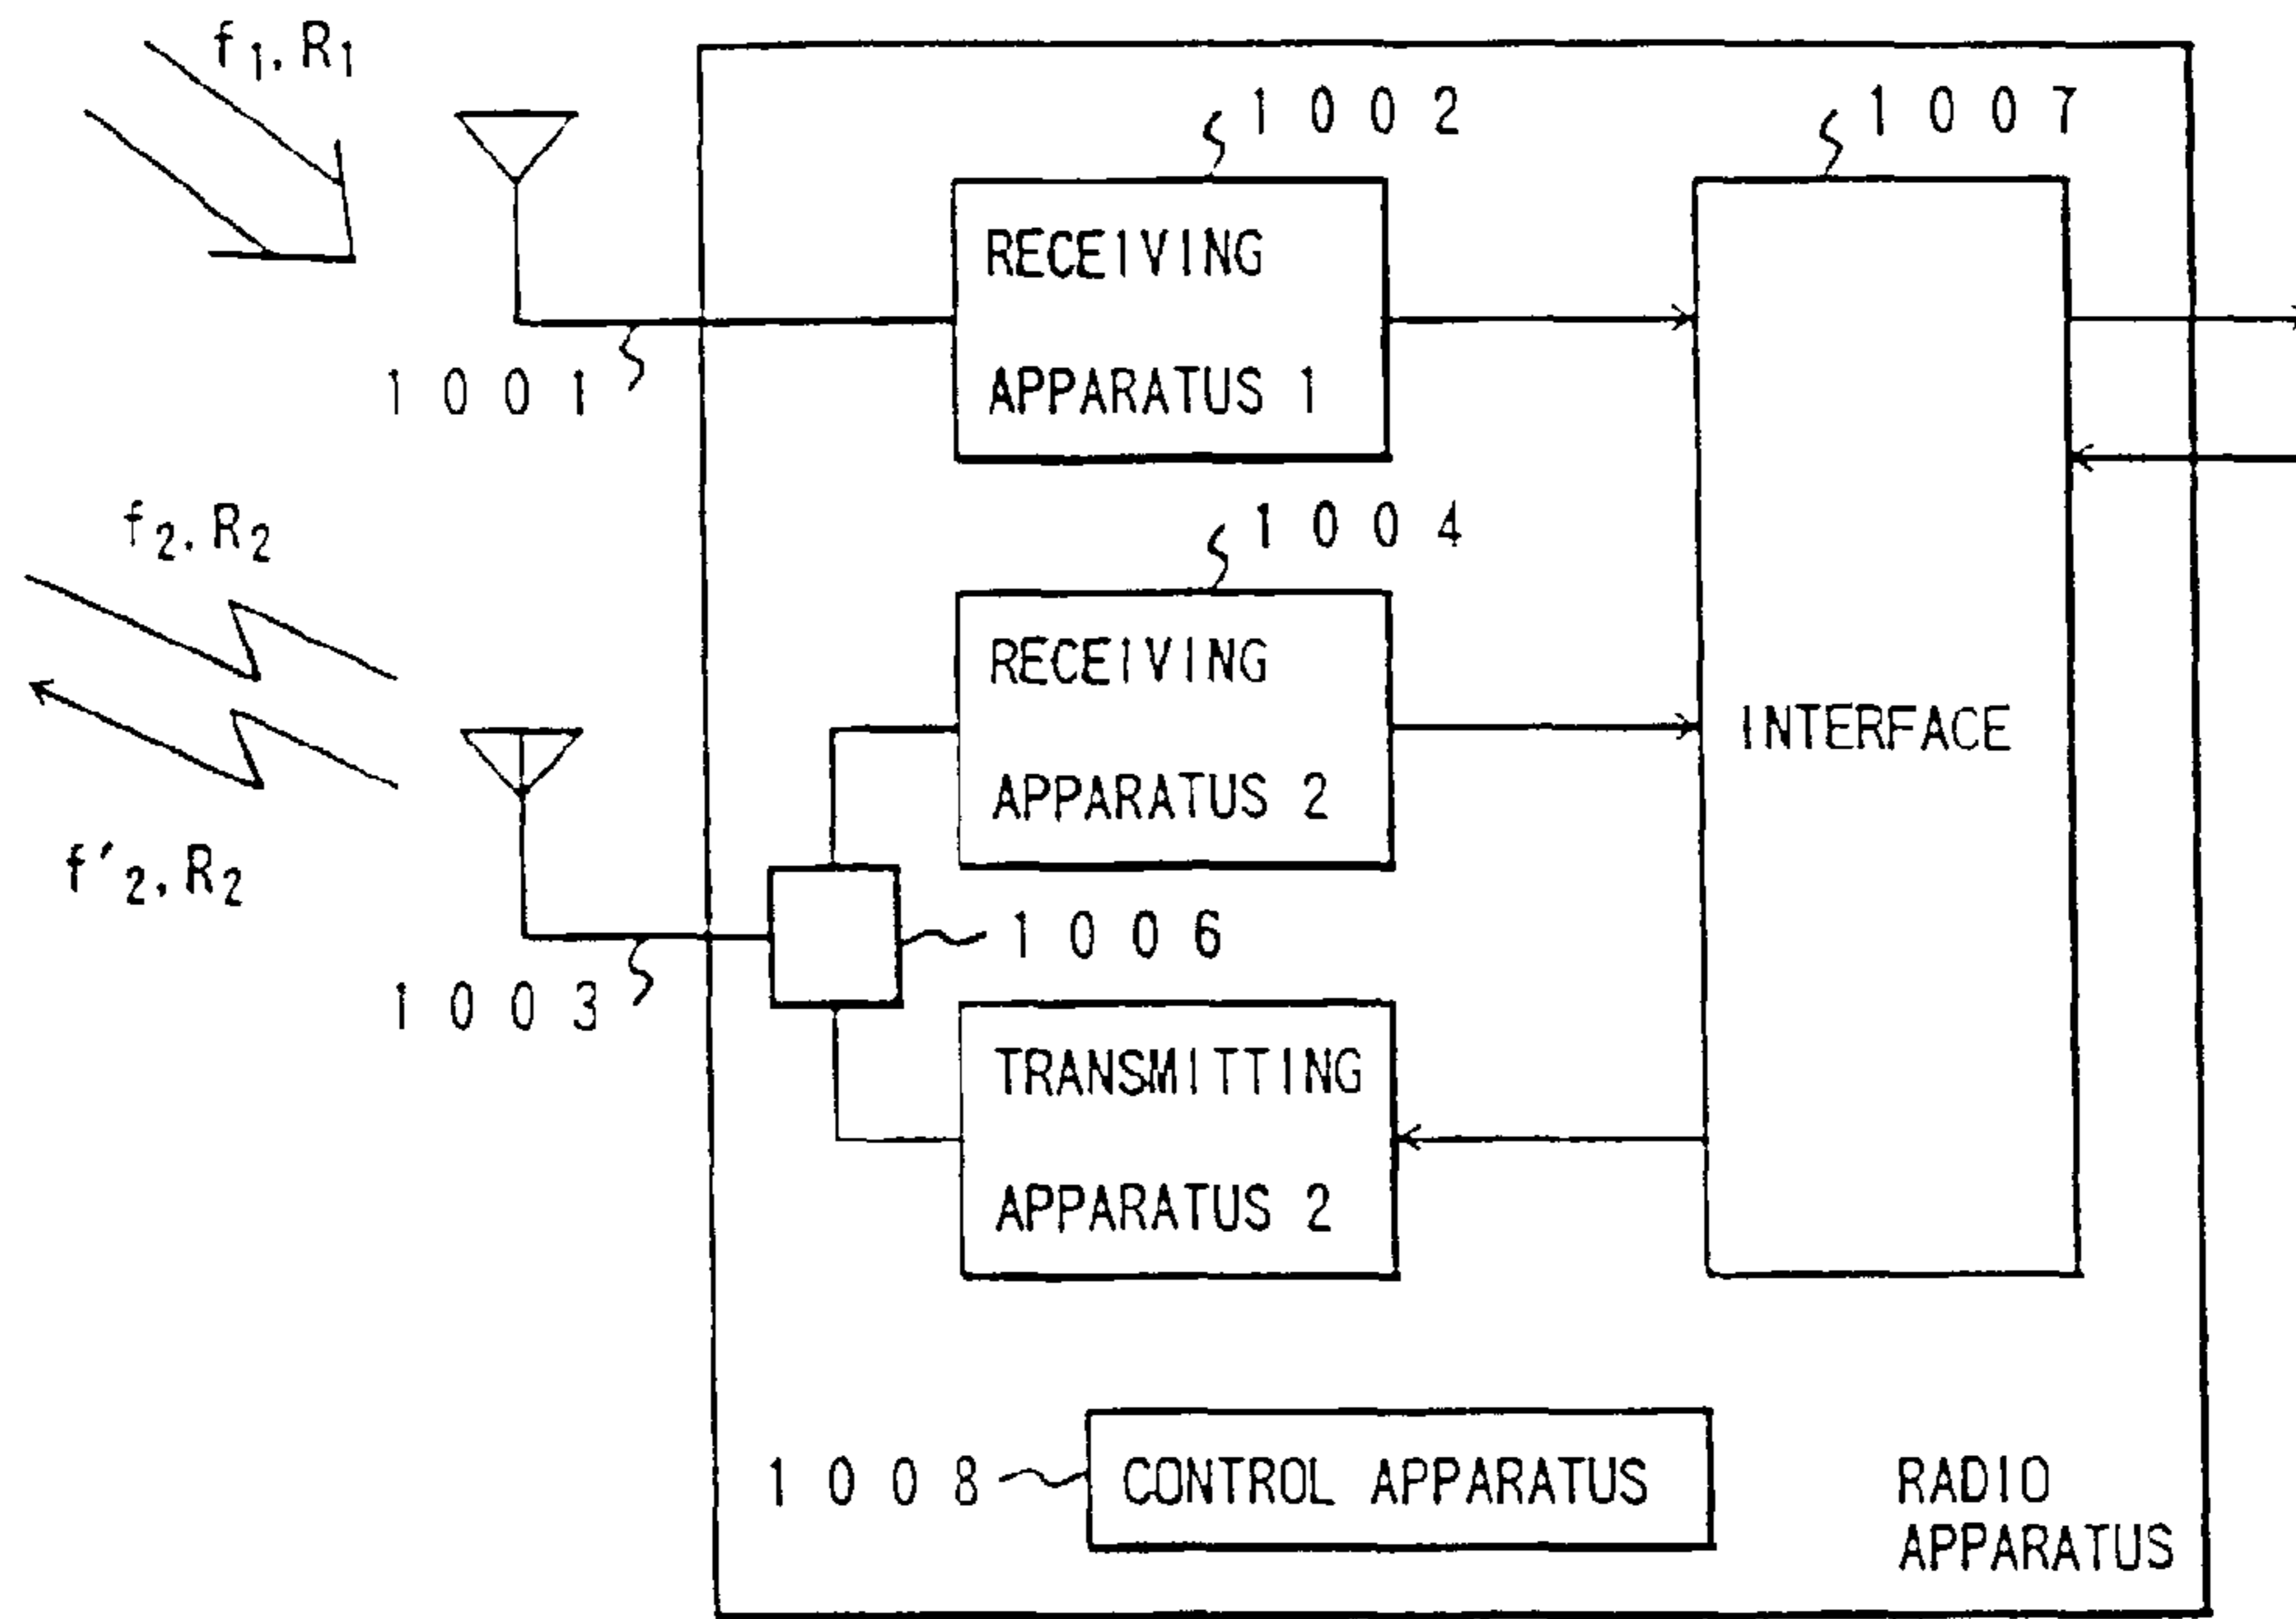 f₁, R₁
1002
1007
RECEIVING
APPARATUS 1
1001
f₂, R₂
1004
RECEIVING
APPARATUS 2
INTERFACE
f'₂, R₂
1006
1003
TRANSMITTING
APPARATUS 2
1008
CONTROL APPARATUS
RADIO
APPARATUS